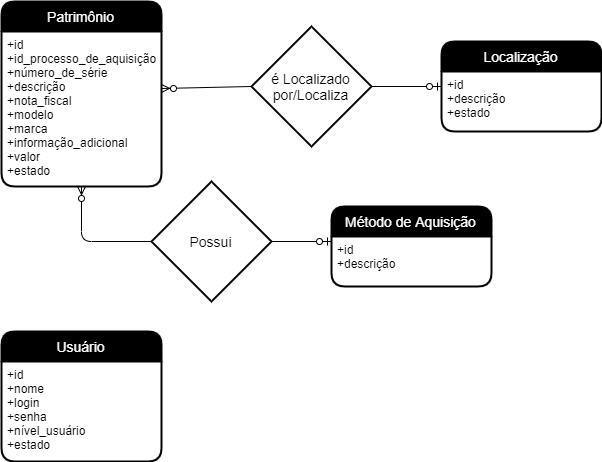 Patrimônio
+id
+id_processo_de_aquisição
+número_de_série
+descrição
+nota_fiscal
+modelo
+marca
+informação_adicional
+valor
+estado
é Localizado
por/Localiza
Localização
+id
+descrição
+estado
Possui
Método de Aquisição
+id
+descrição
Usuário
+id
+nome
+login
+senha
+nível_usuário
+estado